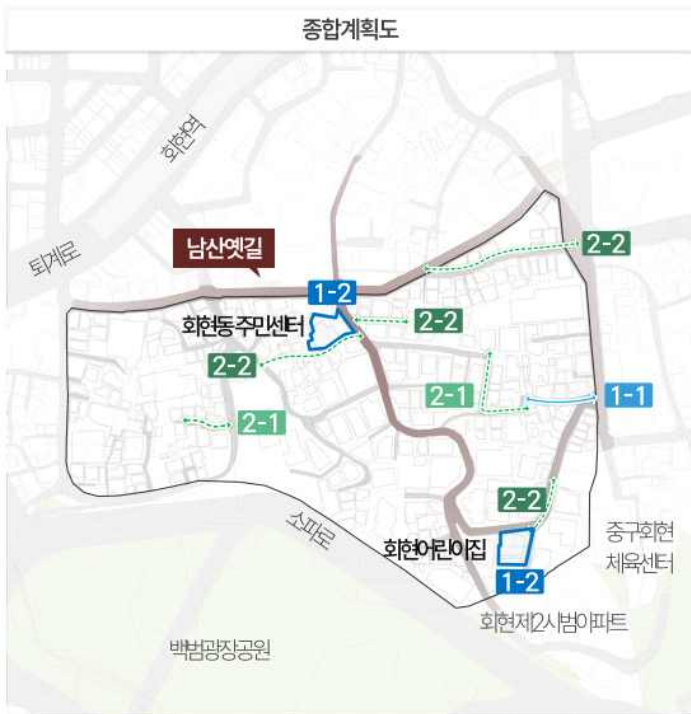 종합계획도
회현역
퇴계로
남산옛길
2-2
1-2
회현동주민센터
2-2
2-2
2-1
1-1
2-1
2-2
소파로
회현어린이집
중구회현
체육센터
1-2
회현제2시범아파트
백범광장공원